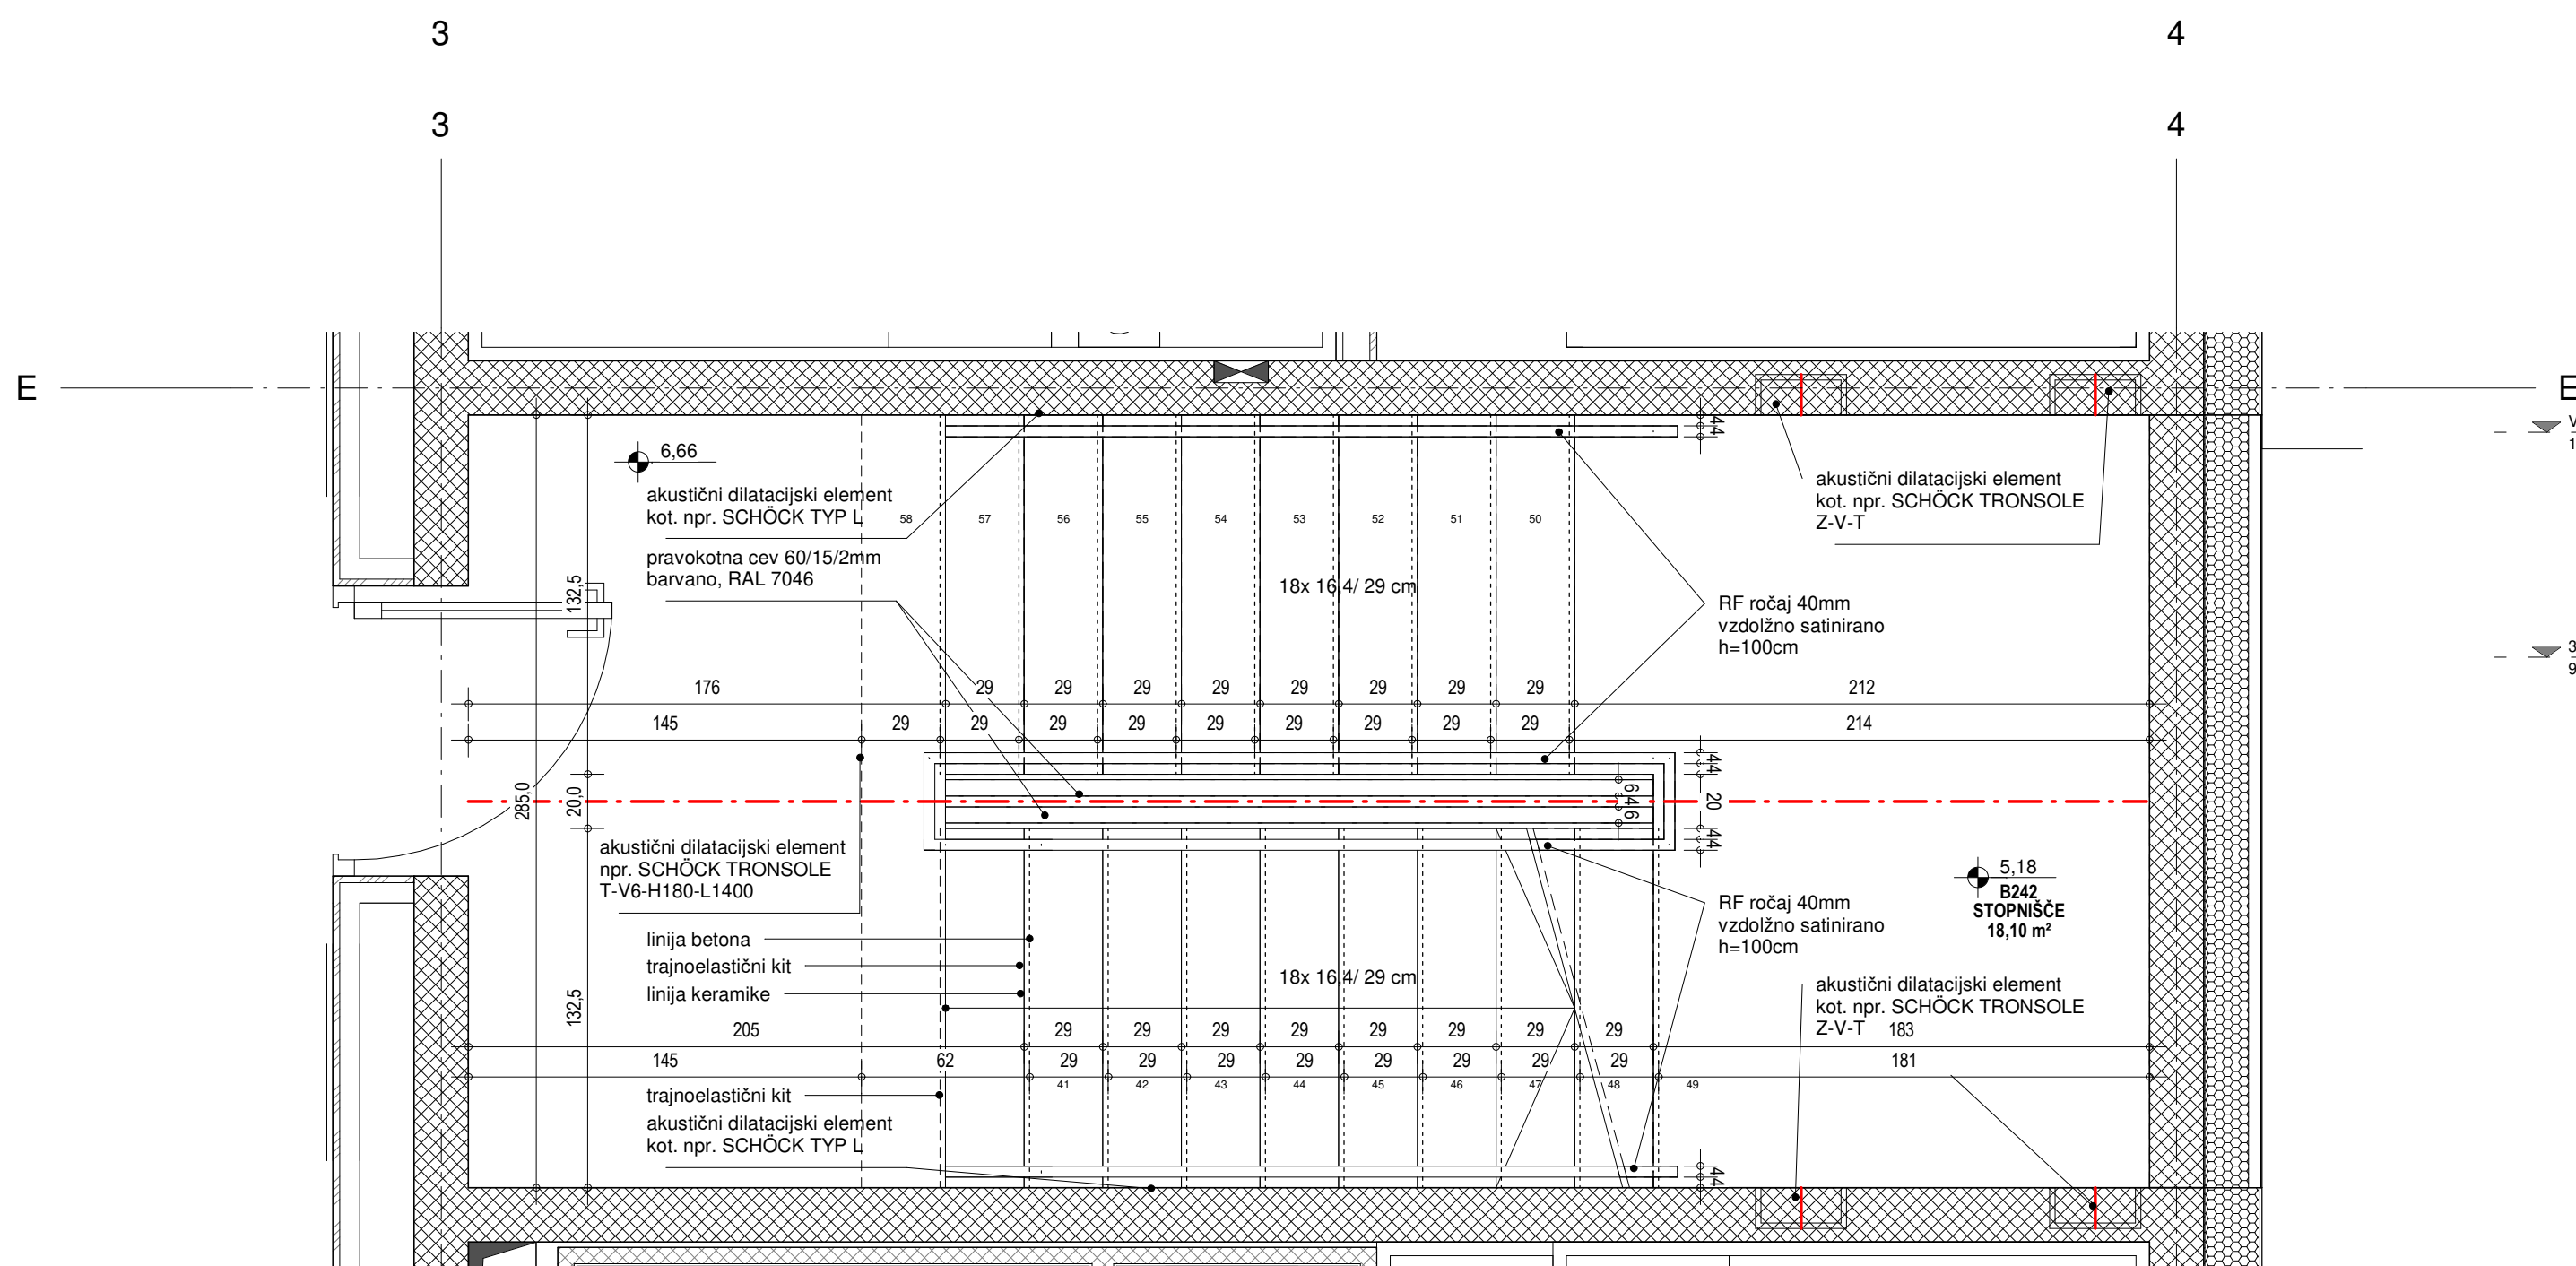 3
4
3
4
E
E
V
1
3
9
44
6,66
akustični dilatacijski element
kot. npr. SCHÖCK TYP L
58
57
56
55
54
53
52
51
50
pravokotna cev 60/15/2mm
barvano, RAL 7046
18x 16,4/ 29 cm
akustični dilatacijski element
kot. npr. SCHÖCK TRONSOLE
Z-V-T
RF ročaj 40mm
vzdolžno satinirano
h=100cm
132,5
176
29
29
29
29
29
29
29
29
212
145
29
29
29
29
29
29
29
29
29
214
285,0
20,0
44
6 4 6
20
44
akustični dilatacijski element
npr. SCHÖCK TRONSOLE
T-V6-H180-L1400
5,18
B242
STOPNIŠČE
18,10 m²
RF ročaj 40mm
vzdolžno satinirano
h=100cm
linija betona
trajnoelastični kit
linija keramike
18x 16,4/ 29 cm
akustični dilatacijski element
kot. npr. SCHÖCK TRONSOLE
Z-V-T
132,5
205
29
29
29
29
29
29
29
29
183
145
62
29
29
29
29
29
29
29
29
181
41
42
43
44
45
46
47
48
49
trajnoelastični kit
akustični dilatacijski element
kot. npr. SCHÖCK TYP L
44